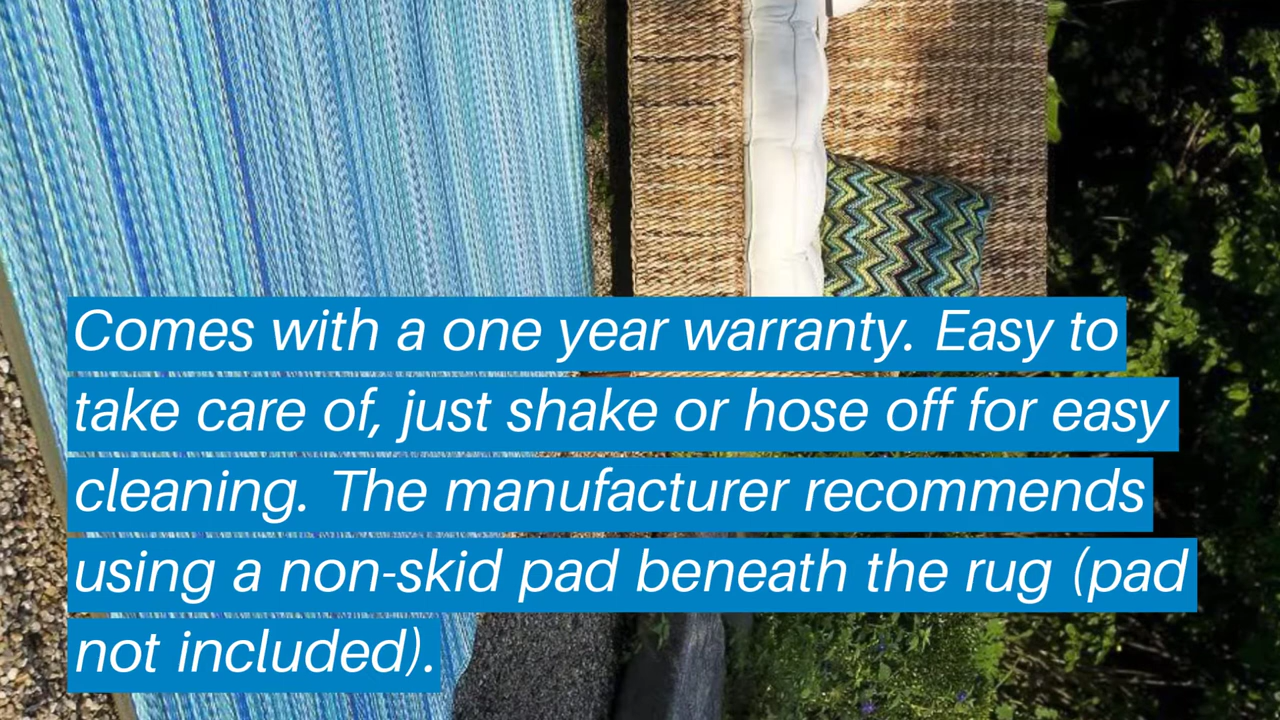 Comes with a one year warranty. Easy to
take care of, just shake or hose off for easy
cleaning. The manufacturer recommends
using a non-skid pad beneath the rug (pad
not included).